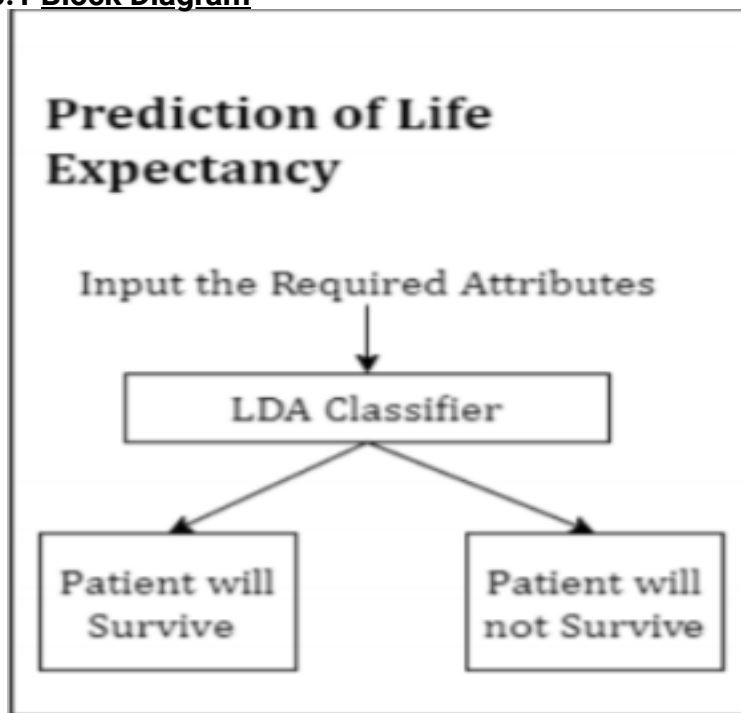 Block Diagram
Prediction of Life
Expectancy
Input the Required Attributes
LDA Classifier
Patient will
Survive
Patient will
not Survive